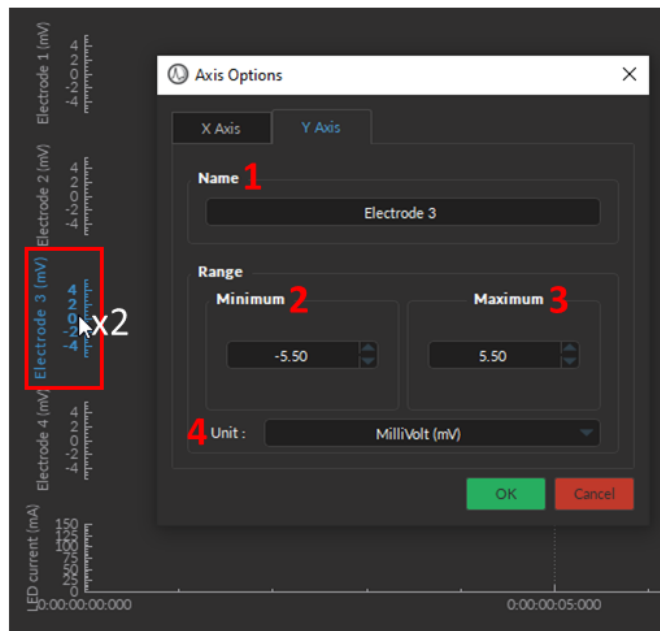 Electrode 1 (mV)
4
2
0
-2
-4
Electrode 2 (mV)
4
2
0
-2
-4
Electrode 3 (mV)
4
2
0
-2
-4
x2
Electrode 4 (mV)
4
2
0
-2
-4
LED current (mA)
150
125
100
75
50
25
0
0:00:00:00:000
0:00:00:05:000
Axis Options
X Axis
Y Axis
Name 1
Electrode 3
Range
Minimum 2
Maximum 3
-5.50
5.50
4 Unit :
MilliVolt (mV)
OK
Cancel